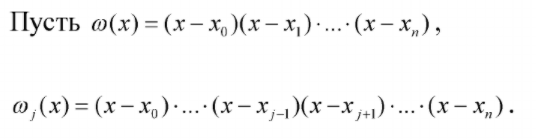 Пусть ω(x) = (x − x₀)(x − x₁)·...·(x − xₙ),
ωⱼ(x) = (x − x₀)·...·(x − xⱼ₋₁)(x − xⱼ₊₁)·...·(x − xₙ).